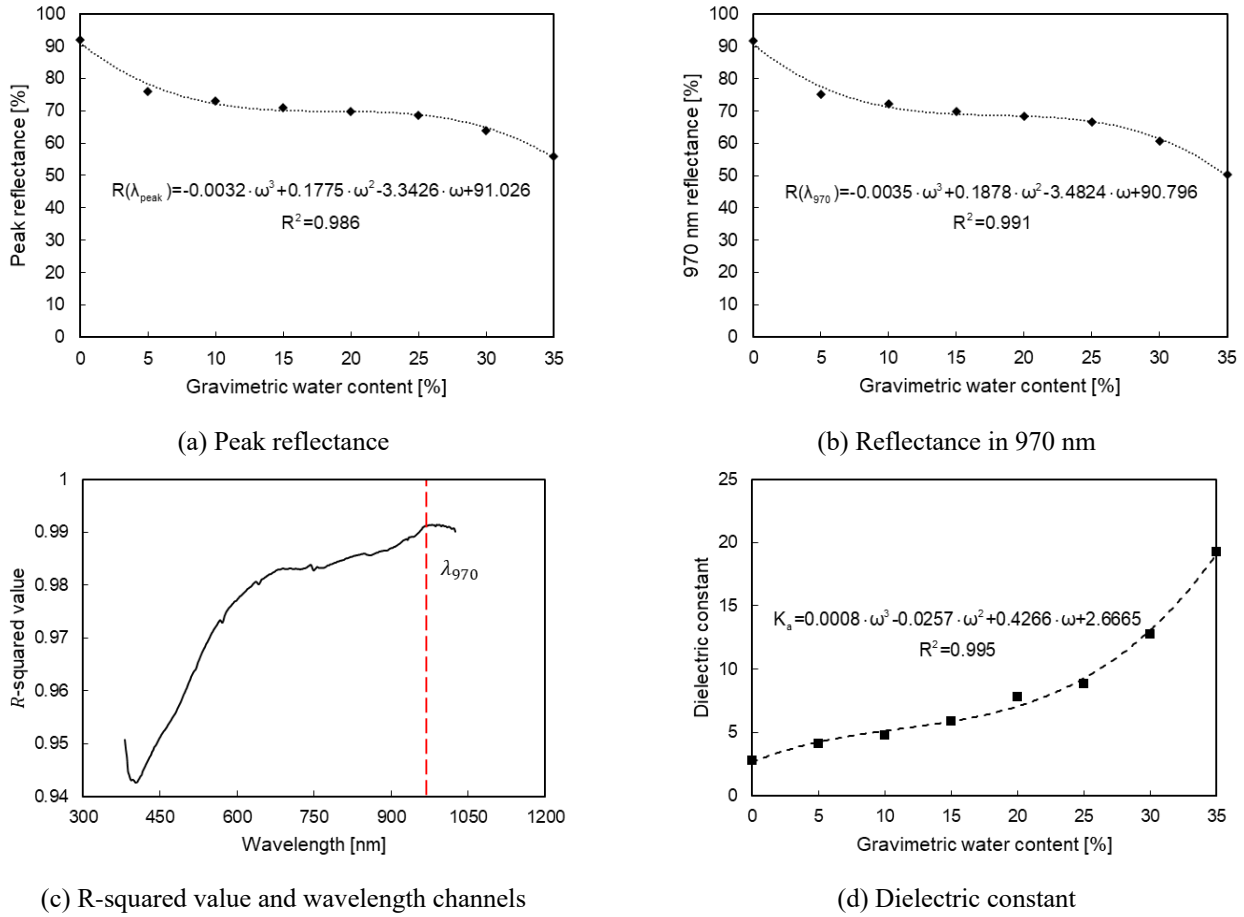 100
90
80
70
60
50
40
30
20
10
0
Peak reflectance [%]
R(λpeak)=-0.0032·ω³+0.1775·ω²-3.3426·ω+91.026
R²=0.986
0 5 10 15 20 25 30 35
Gravimetric water content [%]
(a) Peak reflectance
100
90
80
70
60
50
40
30
20
10
0
970 nm reflectance [%]
R(λ970)=-0.0035·ω³+0.1878·ω²-3.4824·ω+90.796
R²=0.991
0 5 10 15 20 25 30 35
Gravimetric water content [%]
(b) Reflectance in 970 nm
1
0.99
0.98
0.97
0.96
0.95
0.94
R-squared value
λ970
300 450 600 750 900 1050 1200
Wavelength [nm]
(c) R-squared value and wavelength channels
25
20
15
10
5
0
Dielectric constant
Ka=0.0008·ω³-0.0257·ω²+0.4266·ω+2.6665
R²=0.995
0 5 10 15 20 25 30 35
Gravimetric water content [%]
(d) Dielectric constant